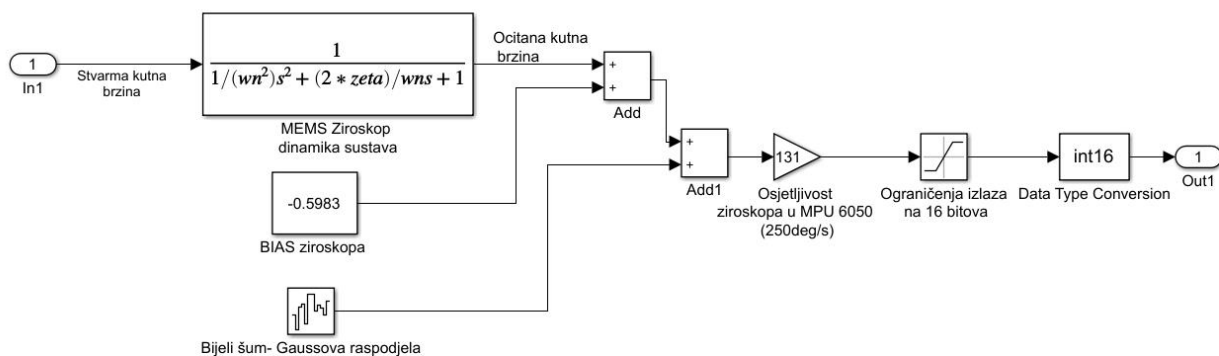 1
In1
Stvarma kutna
brzina
1
1/(wn²)s² + (2 * zeta)/wns + 1
MEMS Ziroskop
dinamika sustava
Ocitana kutna
brzina
+
+
Add
-0.5983
BIAS ziroskopa
+
+
Add1
131
Osjetljivost
ziroskopa u MPU 6050
(250deg/s)
Ograničenja izlaza
na 16 bitova
int16
Data Type Conversion
1
Out1
Bijeli šum- Gaussova raspodjela